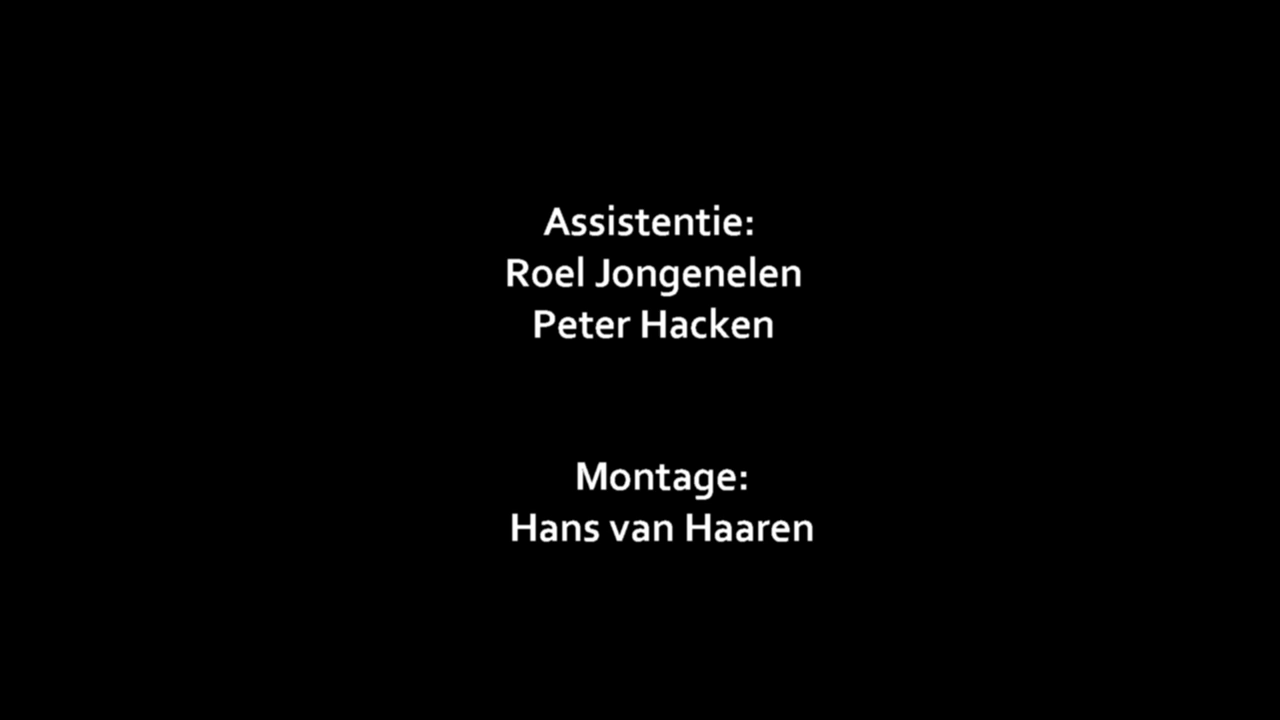 Assistentie:
Roel Jongenelen
Peter Hacken
Montage:
Hans van Haaren